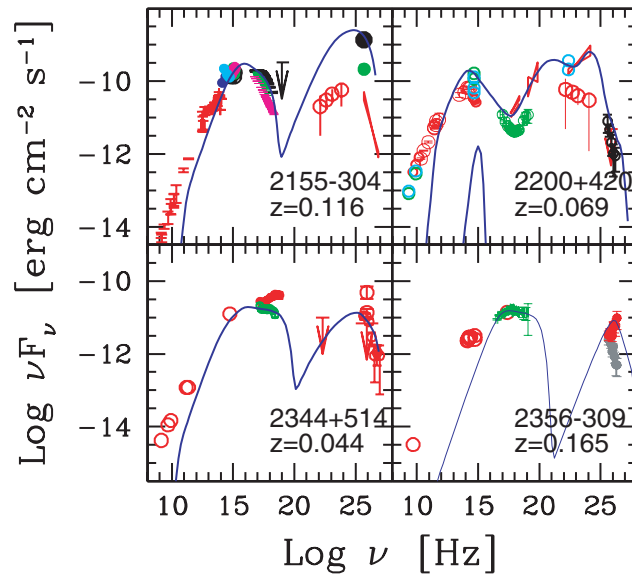 Log νFν [erg cm−2 s−1]
−10
−12
−14
2155-304
z=0.116
2200+420
z=0.069
−10
−12
−14
2344+514
z=0.044
2356-309
z=0.165
10 15 20 25
10 15 20 25
Log ν [Hz]